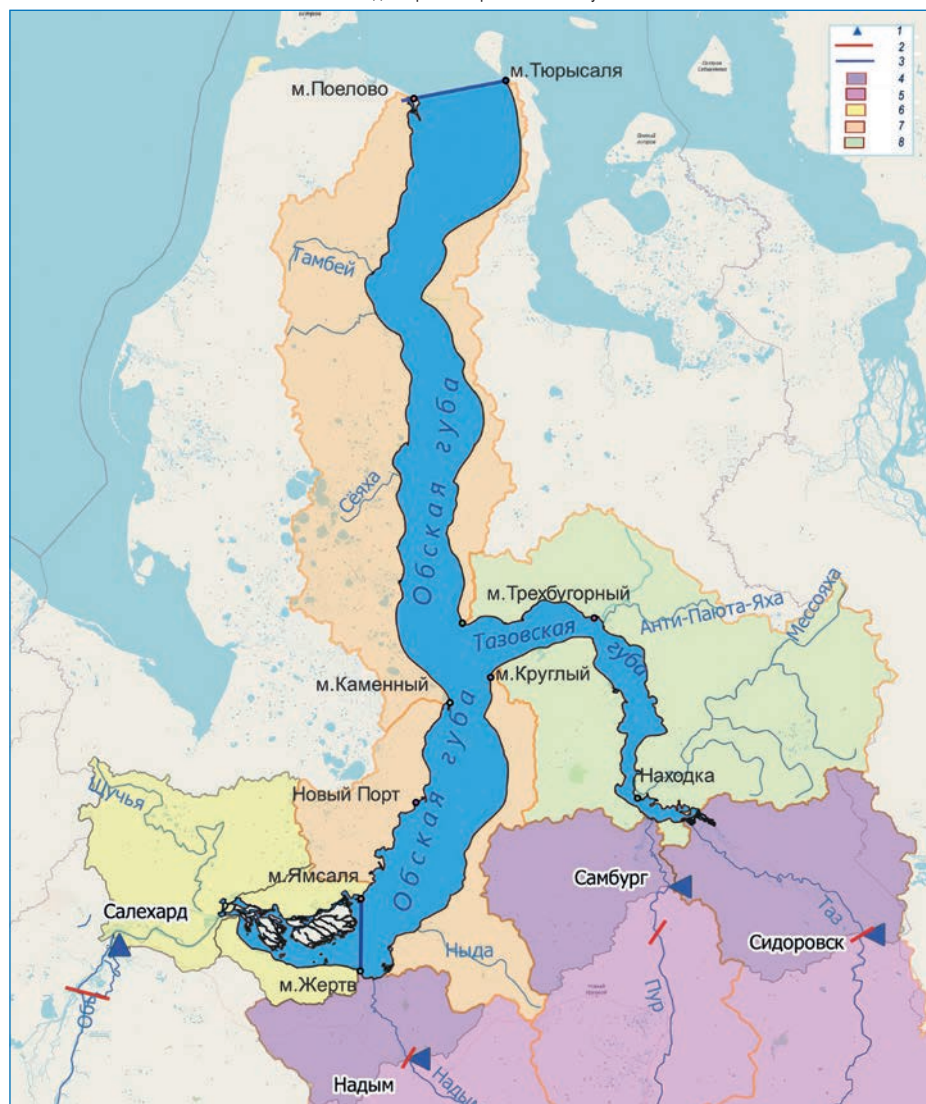 м.Тюрысаля
м.Поелово
1
2
3
4
5
6
7
8
Тамбей
Обская губа
Сёяха
м.Трехбугорный
Анти-Паюта-Яха
Мессояха
Тазовская
губа
м.Круглый
м.Каменный
Находка
Щучья
Новый Порт
Обская губа
м.Ямсаля
Самбург
Салехард
Таз
Сидоровск
Ныда
м.Жертв
Обь
Пур
Надым
Надым